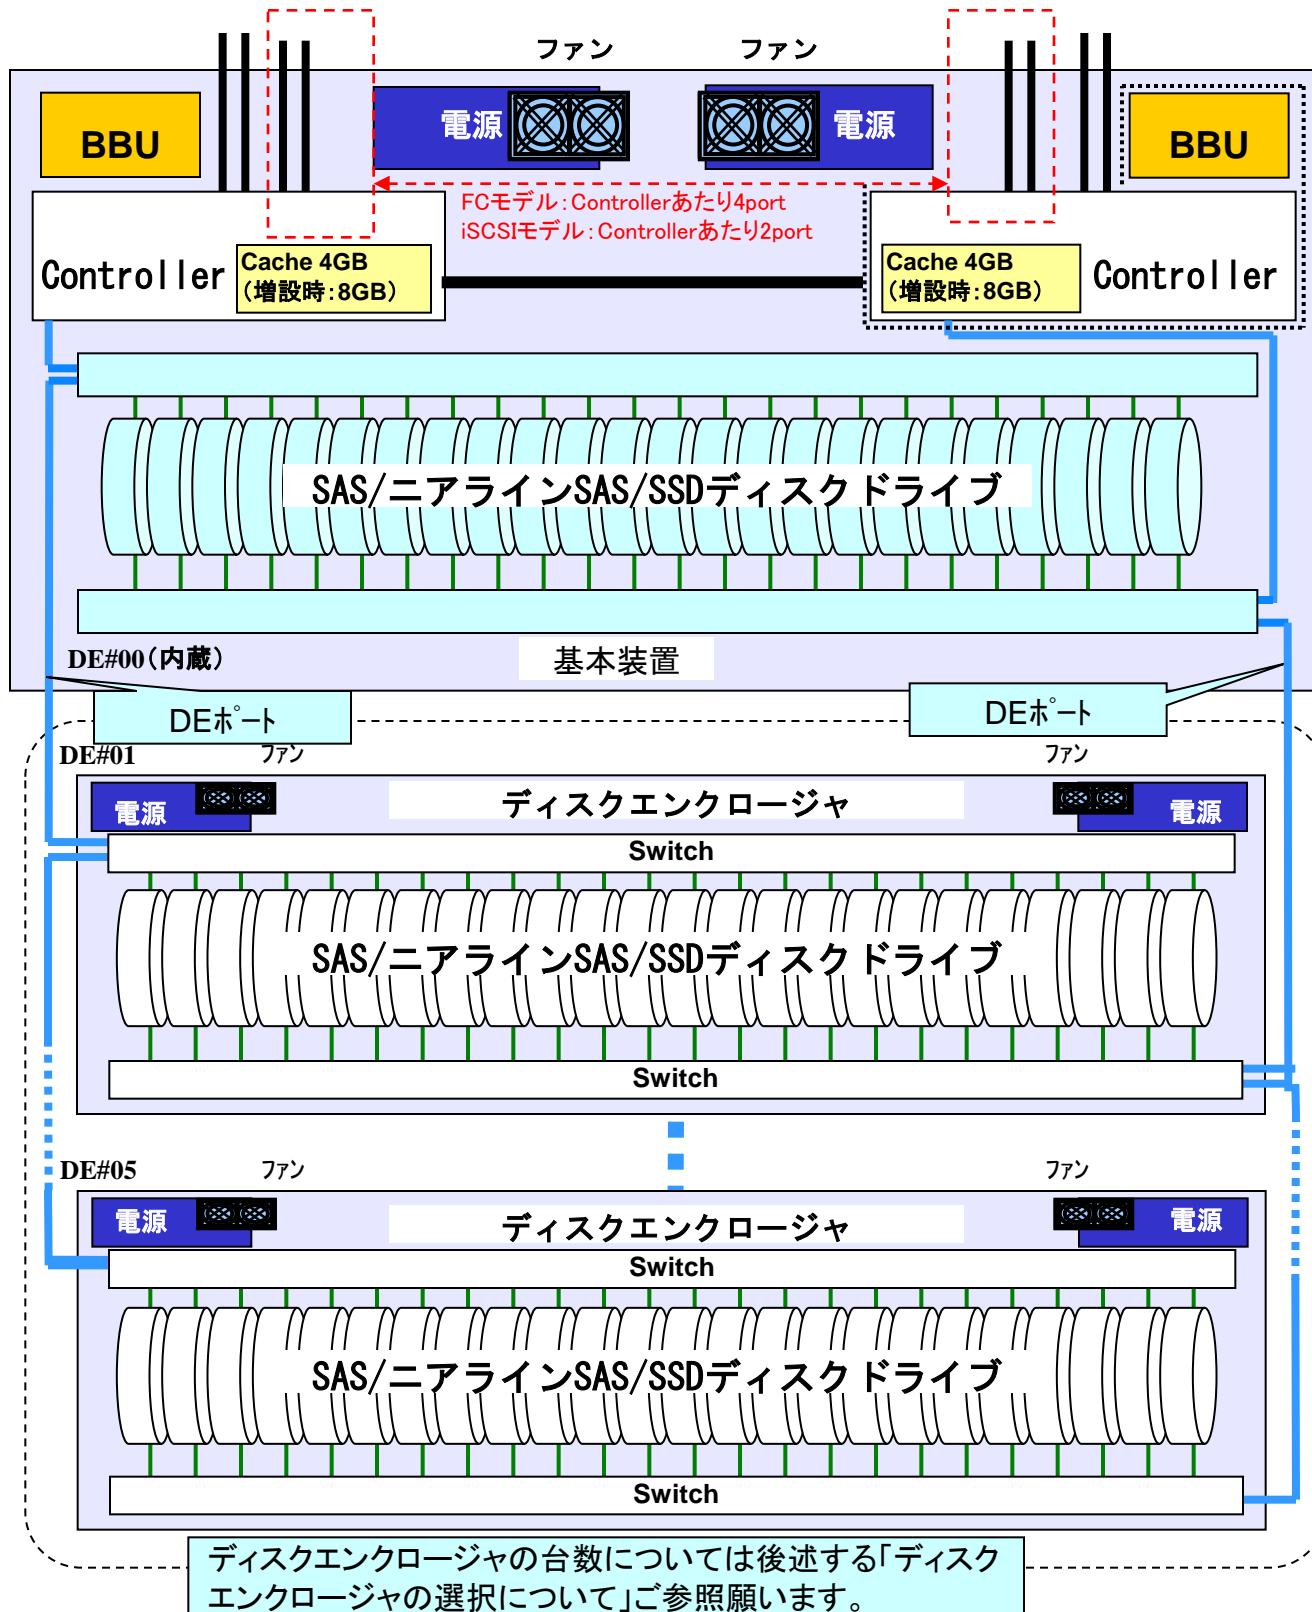 ファン
ファン
BBU
電源
電源
BBU
FCモデル：Controllerあたり4port
iSCSIモデル：Controllerあたり2port
Controller
Cache 4GB
（増設時：8GB）
Cache 4GB
（増設時：8GB）
Controller
SAS/ニアラインSAS/SSDディスクドライブ
DE#00（内蔵）
基本装置
DEﾎﾟｰﾄ
DEﾎﾟｰﾄ
DE#01
ﾌｧﾝ
ﾌｧﾝ
電源
ディスクエンクロージャ
電源
Switch
SAS/ニアラインSAS/SSDディスクドライブ
Switch
DE#05
ﾌｧﾝ
ﾌｧﾝ
電源
ディスクエンクロージャ
電源
Switch
SAS/ニアラインSAS/SSDディスクドライブ
Switch
ディスクエンクロージャの台数については後述する「ディスク
エンクロージャの選択について」ご参照願います。